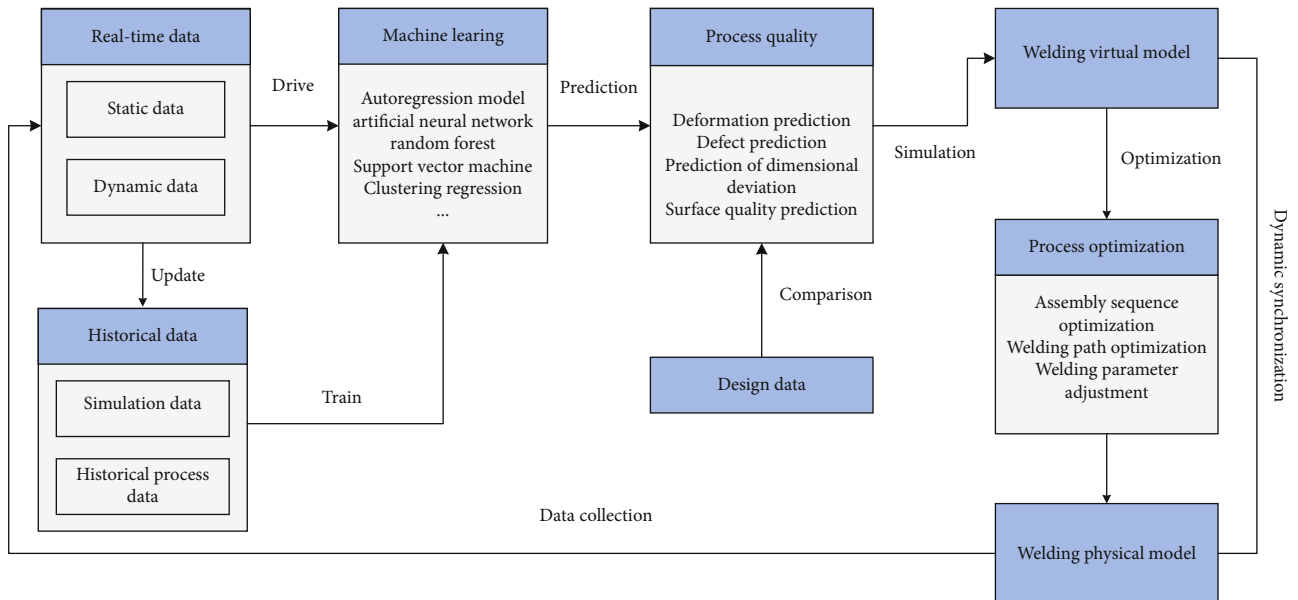 Real-time data
Static data
Dynamic data
Drive
Update
Historical data
Simulation data
Historical process
data
Train
Machine learing
Autoregression model
artificial neural network
random forest
Support vector machine
Clustering regression
...
Prediction
Process quality
Deformation prediction
Defect prediction
Prediction of dimensional
deviation
Surface quality prediction
Comparison
Design data
Simulation
Welding virtual model
Optimization
Process optimization
Assembly sequence
optimization
Welding path optimization
Welding parameter
adjustment
Dynamic synchronization
Welding physical model
Data collection